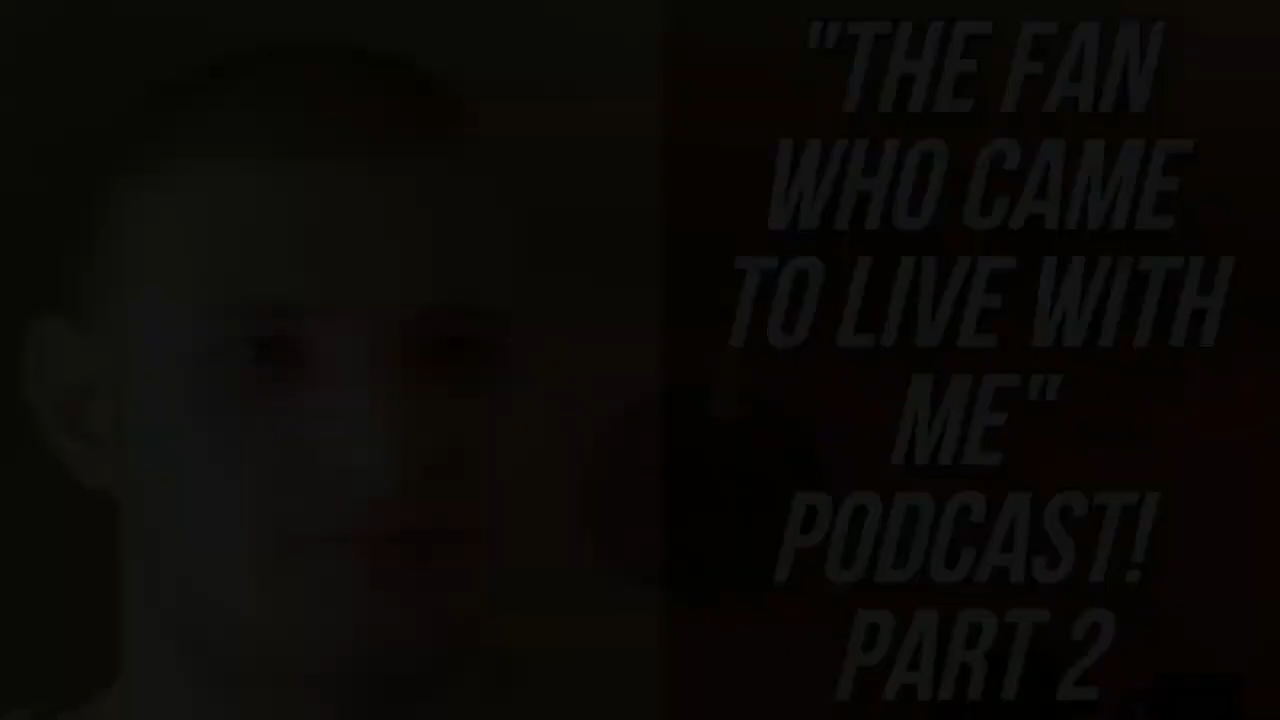 "THE FAN
WHO CAME
TO LIVE WITH
ME"
PODCAST!
PART 2